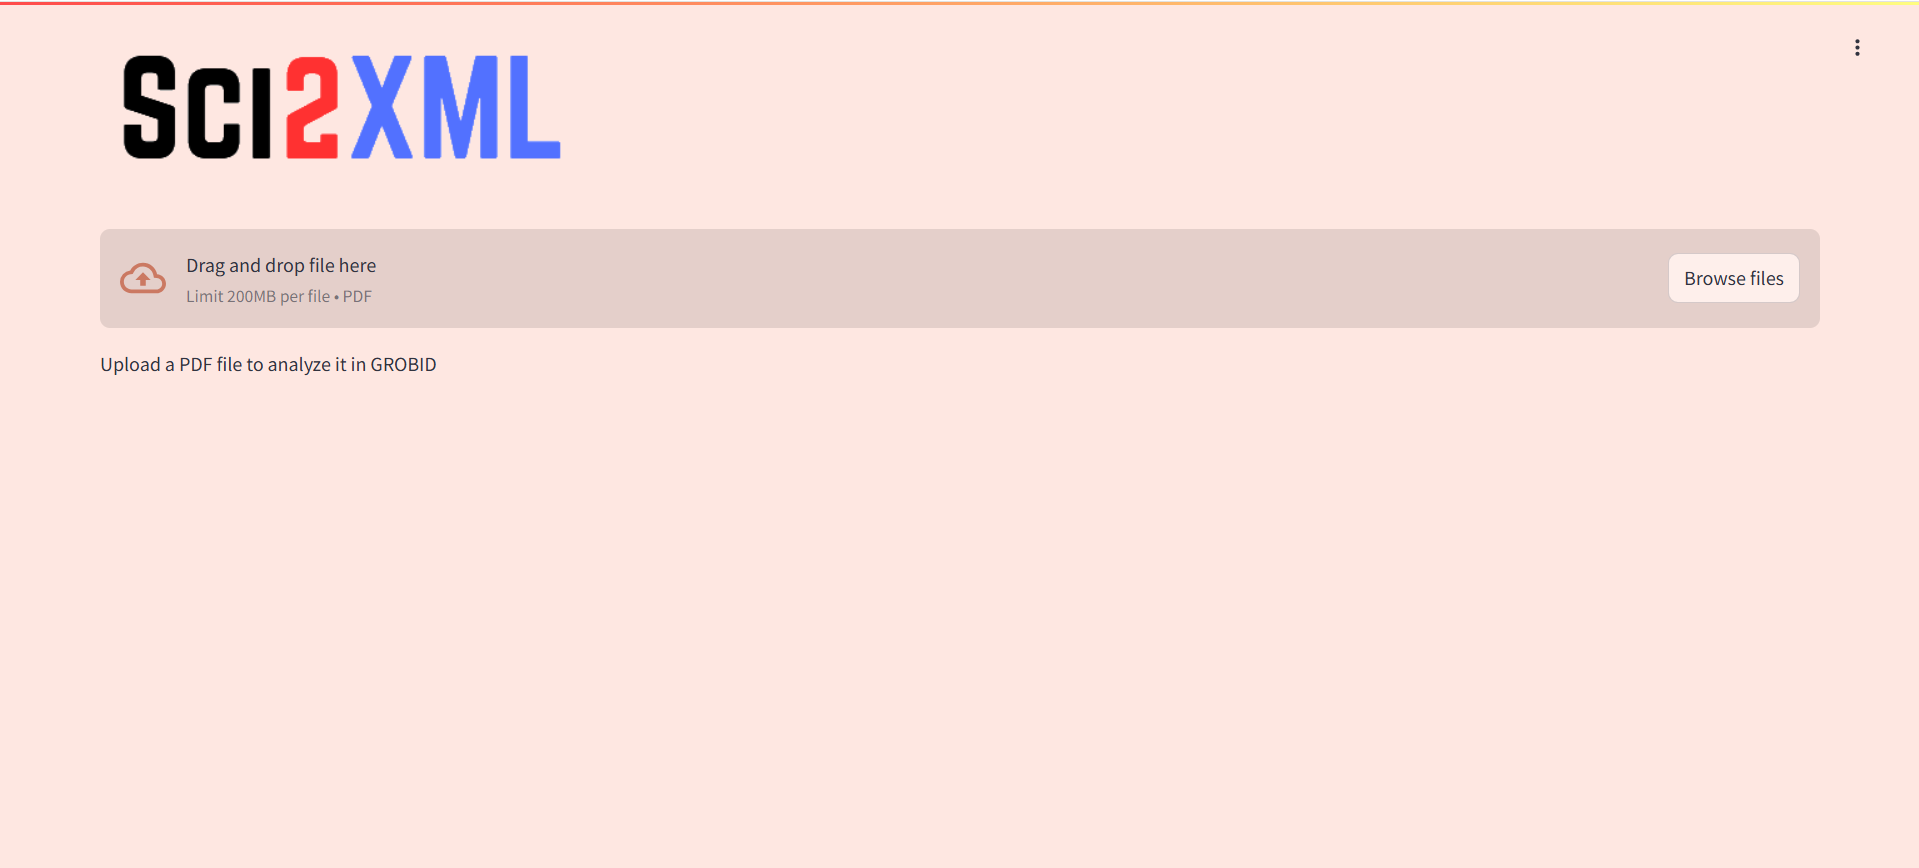 Sci2XML
Drag and drop file here
Limit 200MB per file • PDF
Browse files
Upload a PDF file to analyze it in GROBID